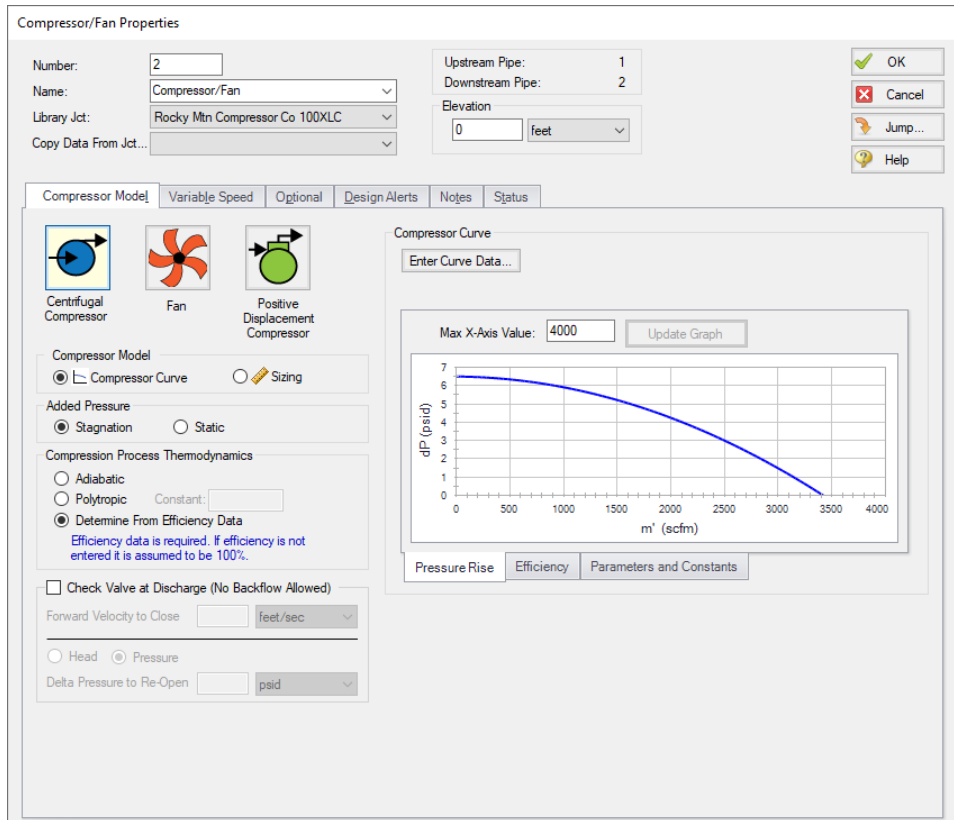 Compressor/Fan Properties
Number: 2
Name: Compressor/Fan
Library Jct: Rocky Mtn Compressor Co 100XLC
Copy Data From Jct...
Upstream Pipe: 1
Downstream Pipe: 2
Elevation
0 feet
OK
Cancel
Jump...
Help
Compressor Model Variable Speed Optional Design Alerts Notes Status
Centrifugal
Compressor
Fan
Positive
Displacement
Compressor
Compressor Model
Compressor Curve Sizing
Added Pressure
Stagnation Static
Compression Process Thermodynamics
Adiabatic
Polytropic Constant:
Determine From Efficiency Data
Efficiency data is required. If efficiency is not
entered it is assumed to be 100%.
Check Valve at Discharge (No Backflow Allowed)
Forward Velocity to Close feet/sec
Head Pressure
Delta Pressure to Re-Open psid
Compressor Curve
Enter Curve Data...
Max X-Axis Value: 4000 Update Graph
dP (psid)
7
6
5
4
3
2
1
0
0 500 1000 1500 2000 2500 3000 3500 4000
m' (scfm)
Pressure Rise Efficiency Parameters and Constants